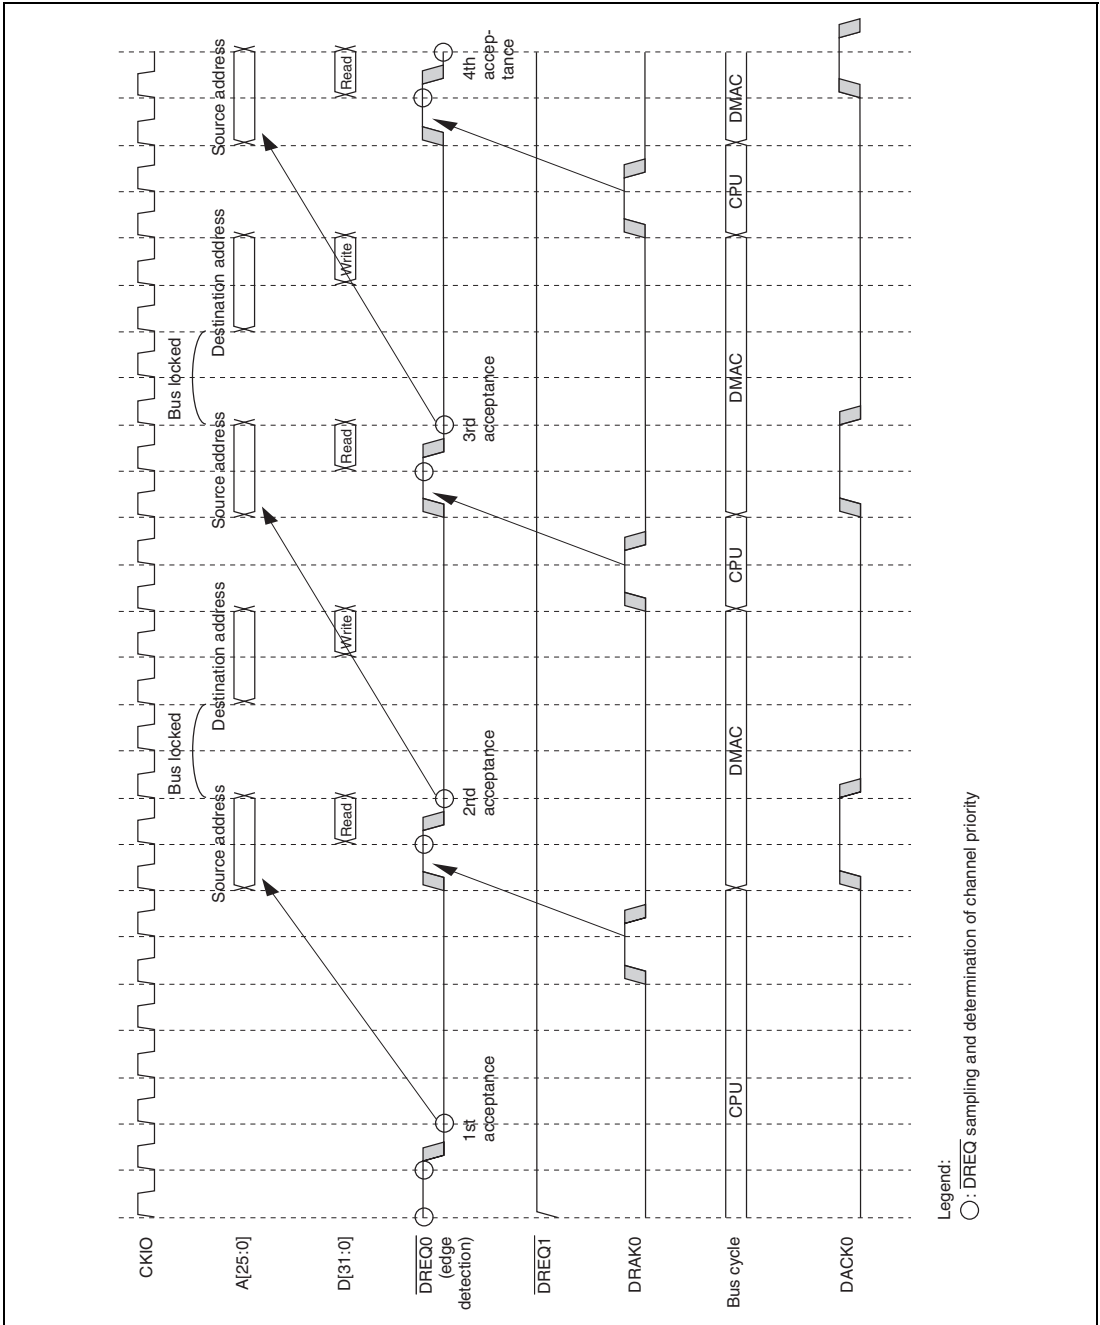 CKIO
Bus locked
Bus locked
Source address
Destination address
Source address
Destination address
Source address
A[25:0]
D[31:0]
Read
Write
Read
Write
Read
DREQ0
(edge
detection)
1st
acceptance
2nd
acceptance
3rd
acceptance
4th
accep-
tance
DREQ1
DRAK0
Bus cycle
CPU
DMAC
CPU
DMAC
CPU
DMAC
DACK0
Legend:
○: DREQ sampling and determination of channel priority